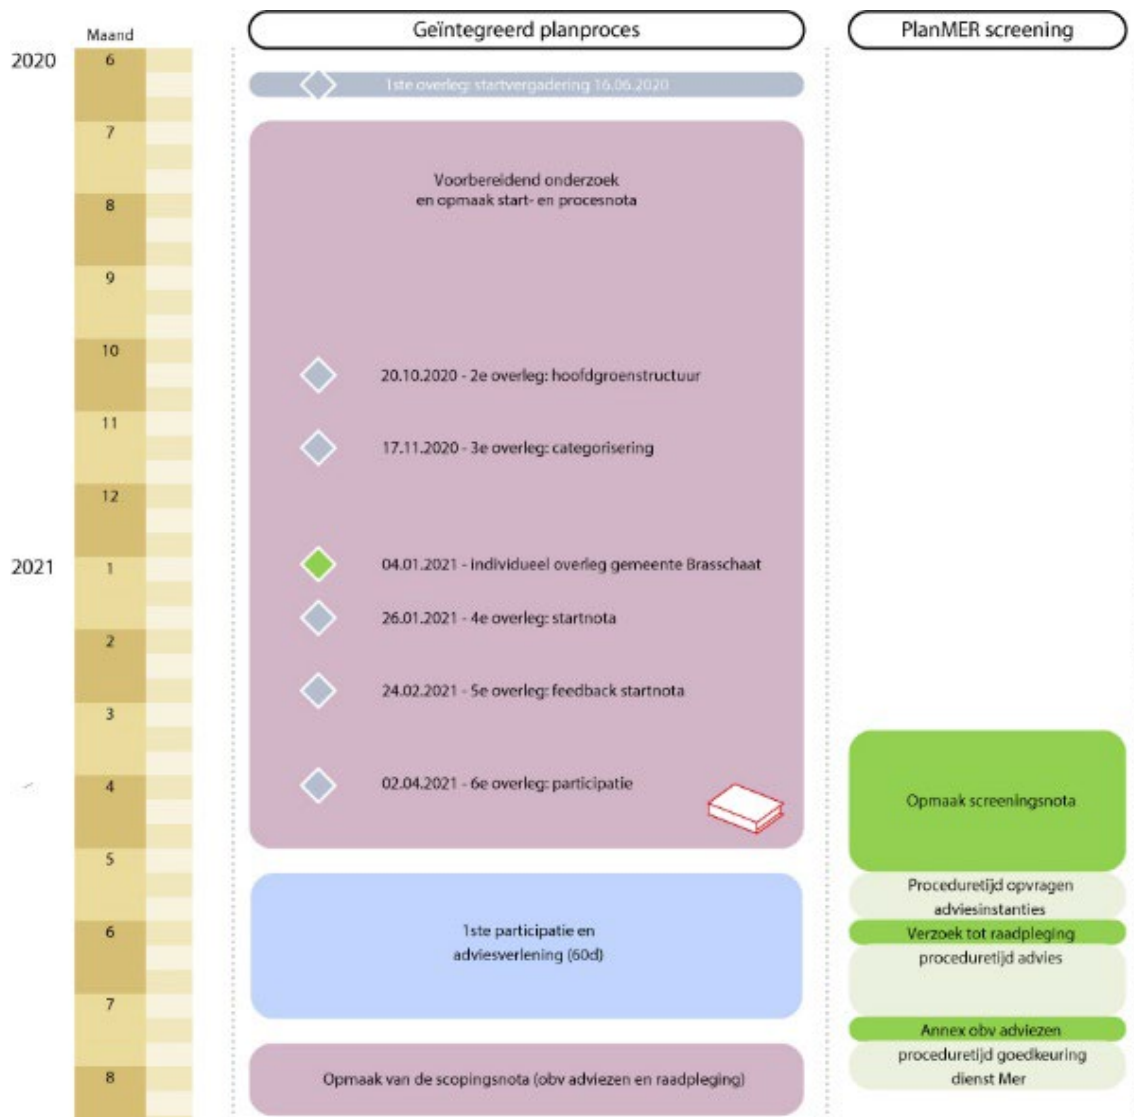 Maand
Geïntegreerd planproces
PlanMER screening
2020
6
1ste overleg: startvergadering 16.06.2020
7
Voorbereidend onderzoek
en opmaak start- en procesnota
8
9
10
20.10.2020 - 2e overleg: hoofdgroenstructuur
11
17.11.2020 - 3e overleg: categorisering
12
2021
1
04.01.2021 - individueel overleg gemeente Brasschaat
26.01.2021 - 4e overleg: startnota
2
24.02.2021 - 5e overleg: feedback startnota
3
4
02.04.2021 - 6e overleg: participatie
Opmaak screeningsnota
5
Proceduretijd opvragen
adviesinstanties
6
1ste participatie en
adviesverlening (60d)
Verzoek tot raadpleging
proceduretijd advies
7
Annex obv adviezen
proceduretijd goedkeuring
dienst Mer
8
Opmaak van de scopingsnota (obv adviezen en raadpleging)